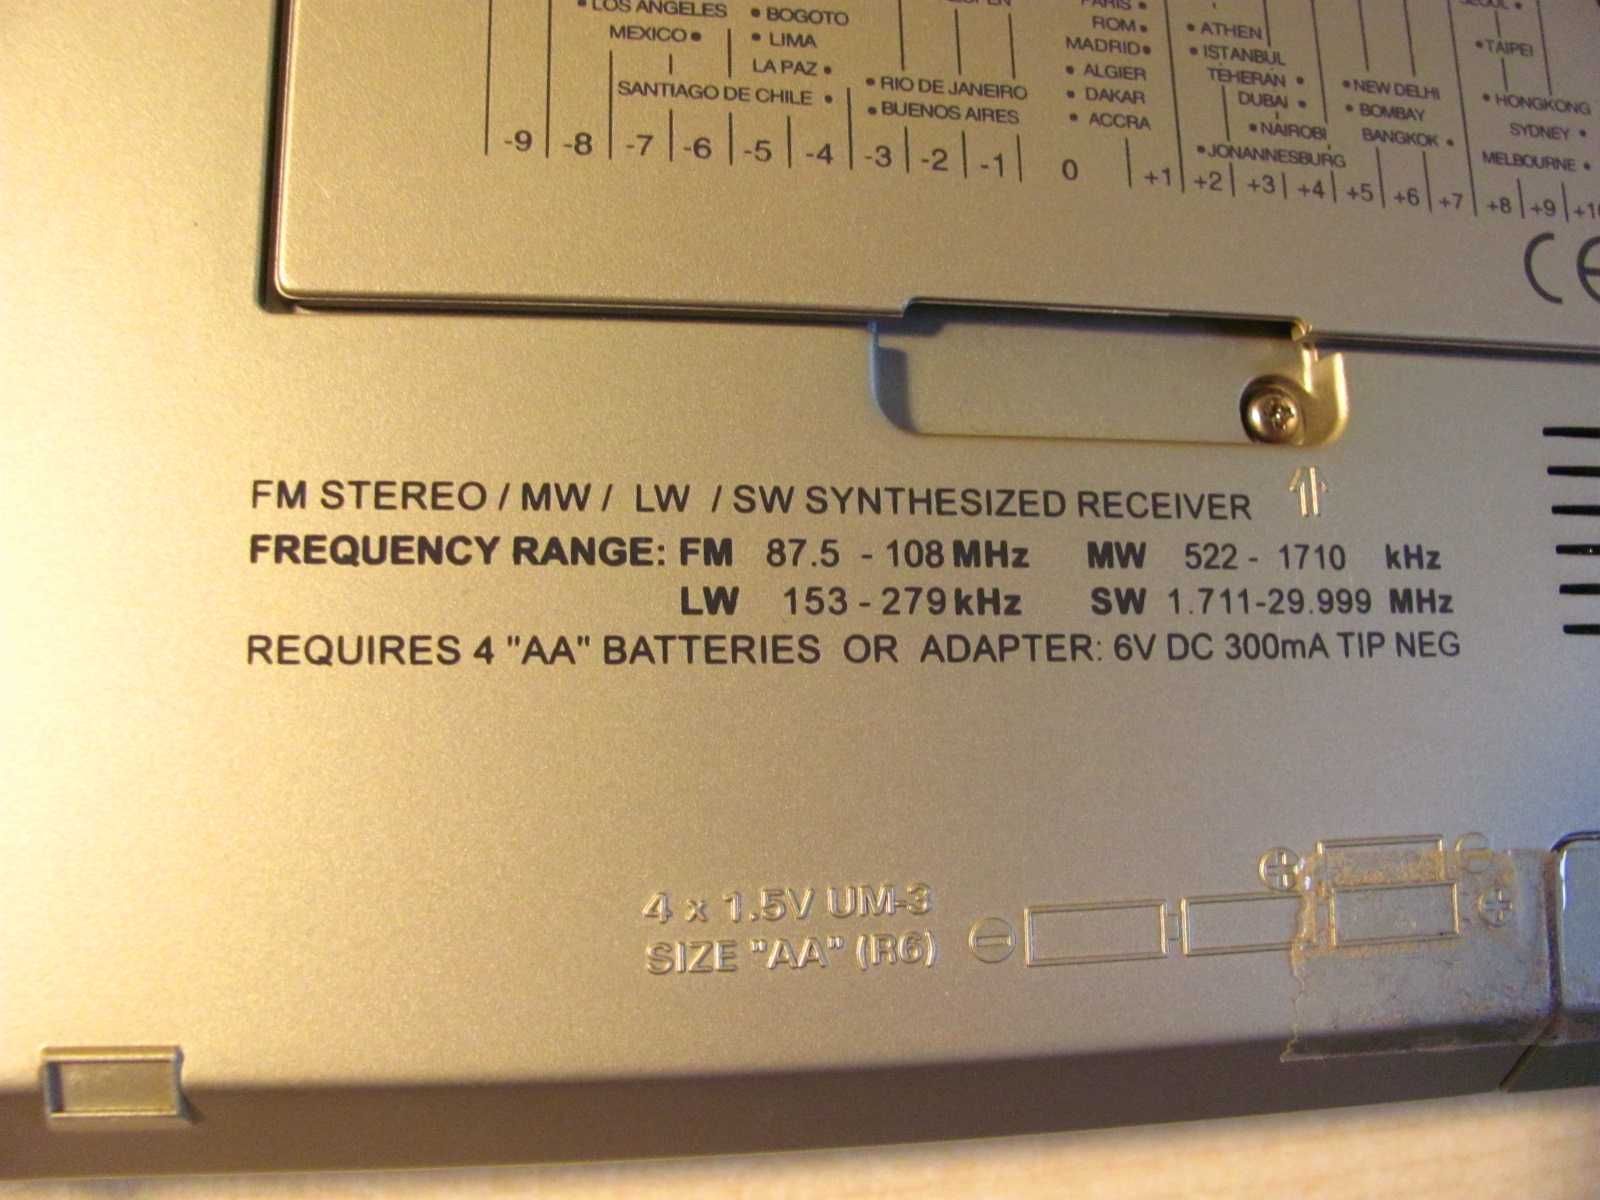 LOS ANGELES • BOGOTO
PARIS •
MEXICO • • LIMA
ROM •
• ATHEN
LA PAZ •
MADRID •
• ISTANBUL
• TAIPEI
SANTIAGO DE CHILE •
• RIO DE JANEIRO
• ALGIER
TEHERAN •
• NEW DELHI
• BUENOS AIRES
• DAKAR
DUBAI •
• BOMBAY
• HONGKONG
• ACCRA
• NAIROBI
BANGKOK •
SYDNEY •
• JONANNESBURG
MELBOURNE •
-9 -8 -7 -6 -5 -4 -3 -2 -1 0 +1 +2 +3 +4 +5 +6 +7 +8 +9
CE
FM STEREO / MW / LW / SW SYNTHESIZED RECEIVER
FREQUENCY RANGE: FM 87.5 - 108 MHz MW 522 - 1710 kHz
LW 153 - 279 kHz SW 1.711-29.999 MHz
REQUIRES 4 "AA" BATTERIES OR ADAPTER: 6V DC 300mA TIP NEG
4 x 1.5V UM-3
SIZE "AA" (R6)